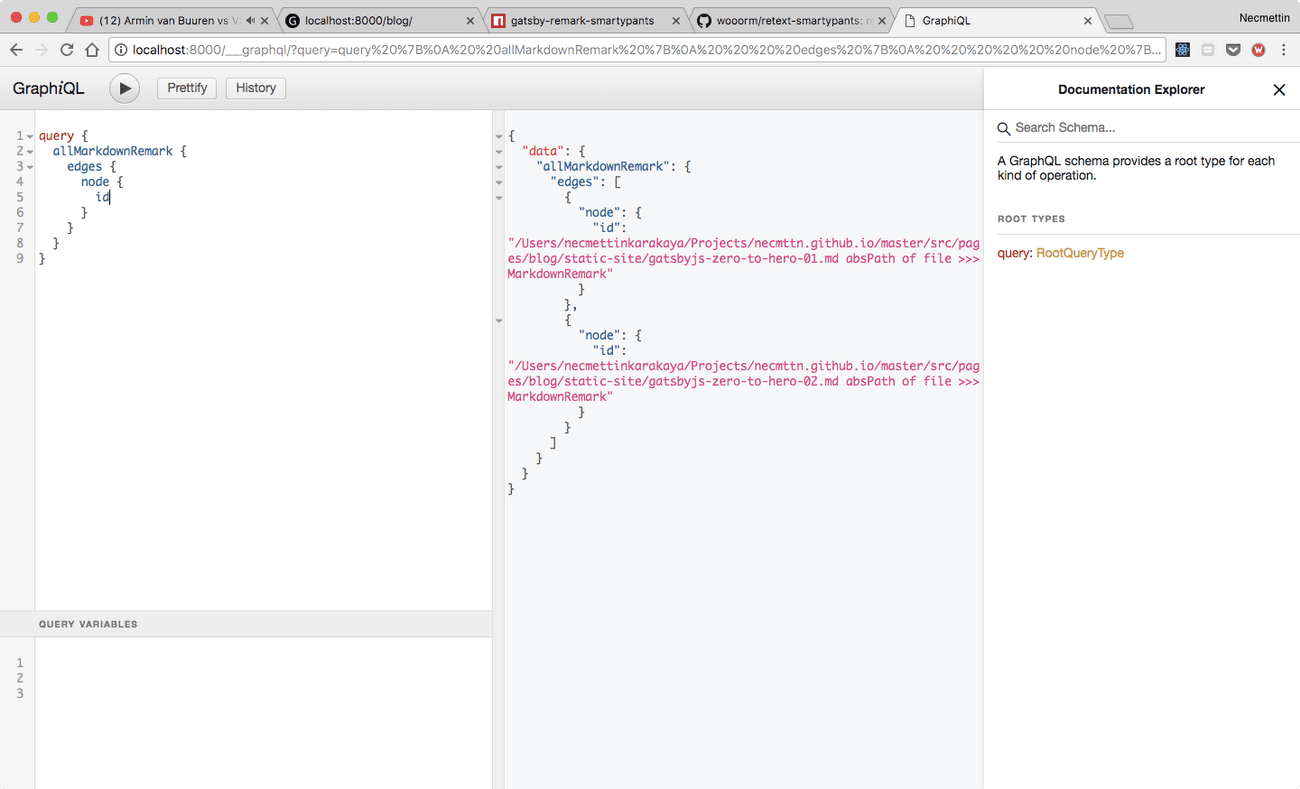 (12) Armin van Buuren vs V
localhost:8000/blog/
gatsby-remark-smartypants
wooorm/retext-smartypants: re
GraphiQL
Necmettin
localhost:8000/___graphql/?query=query%20%7B%0A%20%20allMarkdownRemark%20%7B%0A%20%20%20%20edges%20%7B%0A%20%20%20%20%20%20node%20%7B...
GraphiQL
Prettify
History
1 query {
2 allMarkdownRemark {
3 edges {
4 node {
5 id
6 }
7 }
8 }
9 }
QUERY VARIABLES
1
2
3
{
"data": {
"allMarkdownRemark": {
"edges": [
{
"node": {
"id":
"/Users/necmettinkarakaya/Projects/necmttn.github.io/master/src/pag
es/blog/static-site/gatsbyjs-zero-to-hero-01.md absPath of file >>>
MarkdownRemark"
}
},
{
"node": {
"id":
"/Users/necmettinkarakaya/Projects/necmttn.github.io/master/src/pag
es/blog/static-site/gatsbyjs-zero-to-hero-02.md absPath of file >>>
MarkdownRemark"
}
}
]
}
}
}
Documentation Explorer
Search Schema...
A GraphQL schema provides a root type for each
kind of operation.
ROOT TYPES
query: RootQueryType